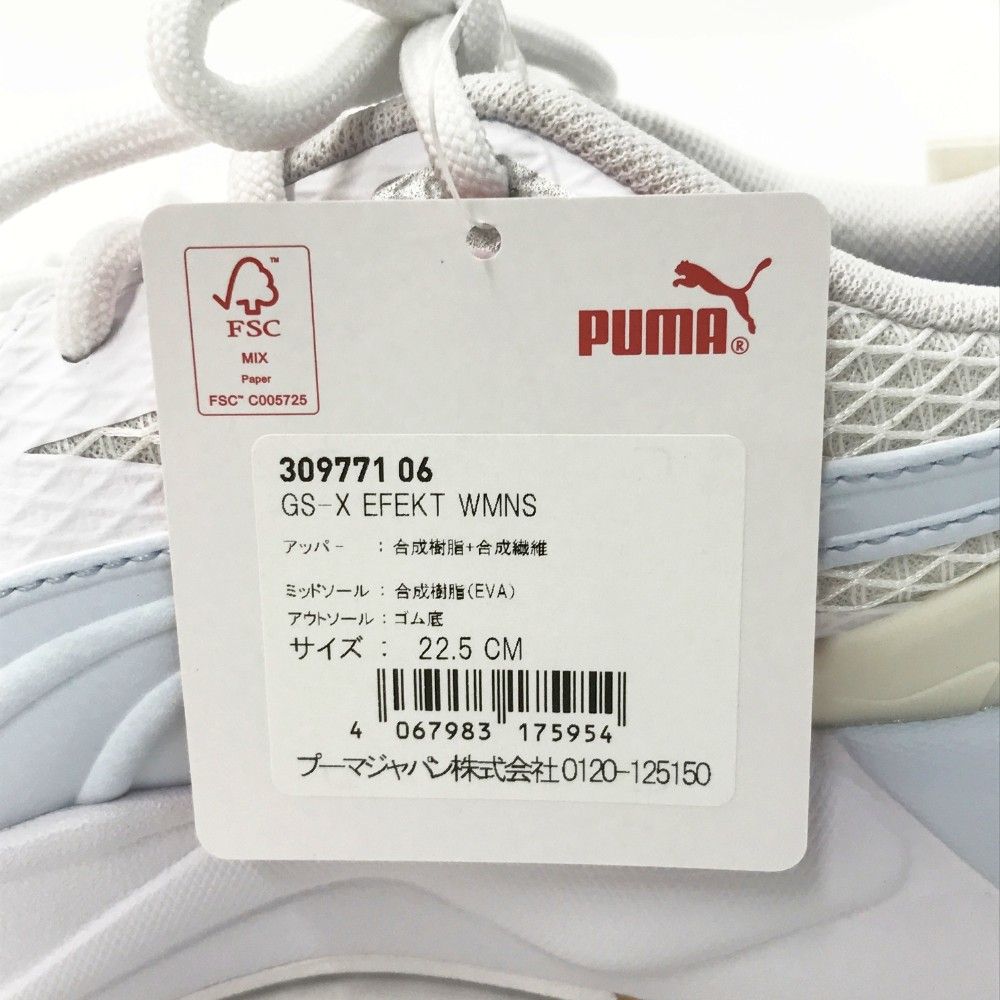 FSC™
MIX
Paper
FSC™ C005725
PUMA®
309771 06
GS-X EFEKT WMNS
アッパー : 合成樹脂+合成繊維
ミッドソール : 合成樹脂(EVA)
アウトソール : ゴム底
サイズ : 22.5 CM
4 067983 175954
プーマジャパン株式会社0120-125150